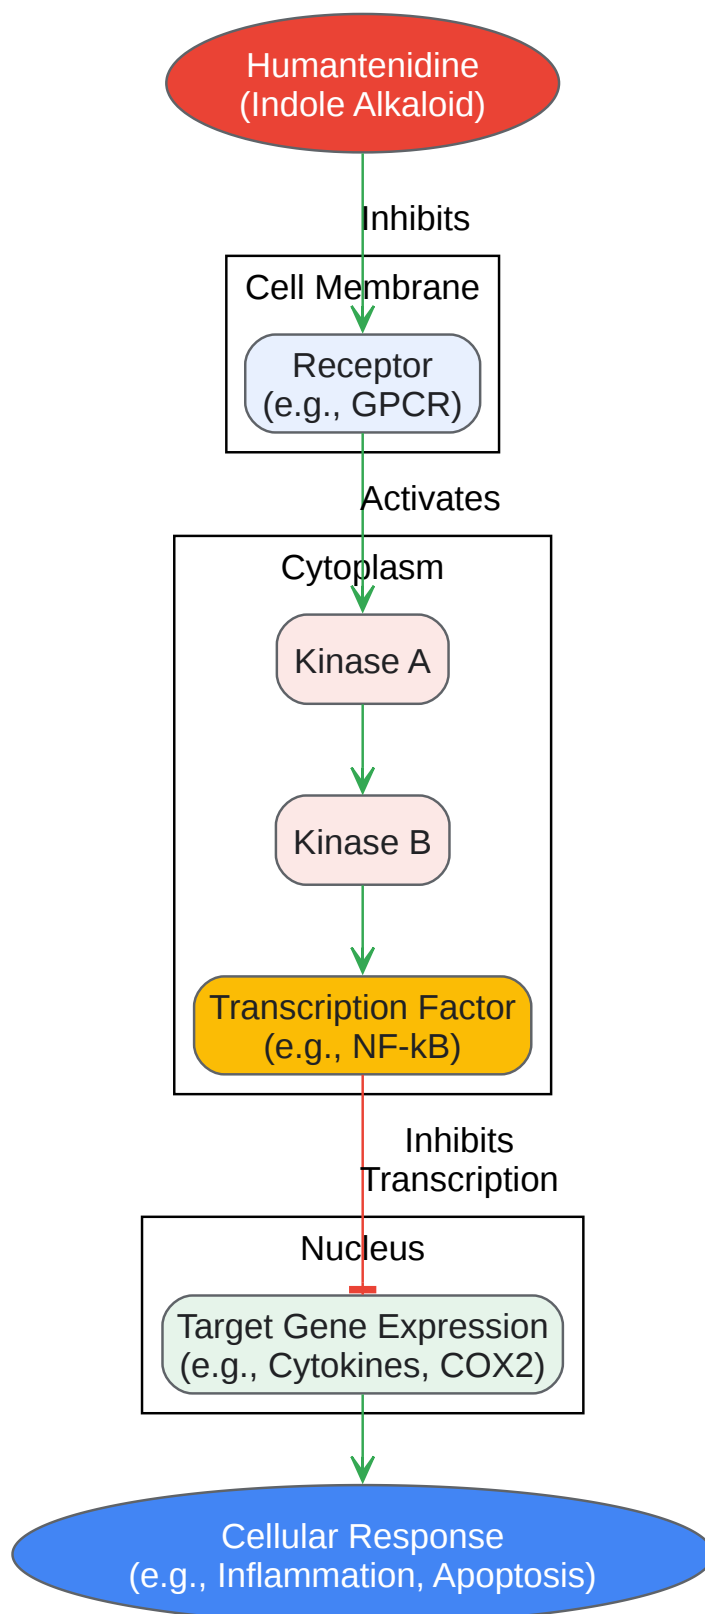 Humantenidine
(Indole Alkaloid)
Inhibits
Cell Membrane
Receptor
(e.g., GPCR)
Activates
Cytoplasm
Kinase A
Kinase B
Transcription Factor
(e.g., NF-kB)
Inhibits
Transcription
Nucleus
Target Gene Expression
(e.g., Cytokines, COX2)
Cellular Response
(e.g., Inflammation, Apoptosis)